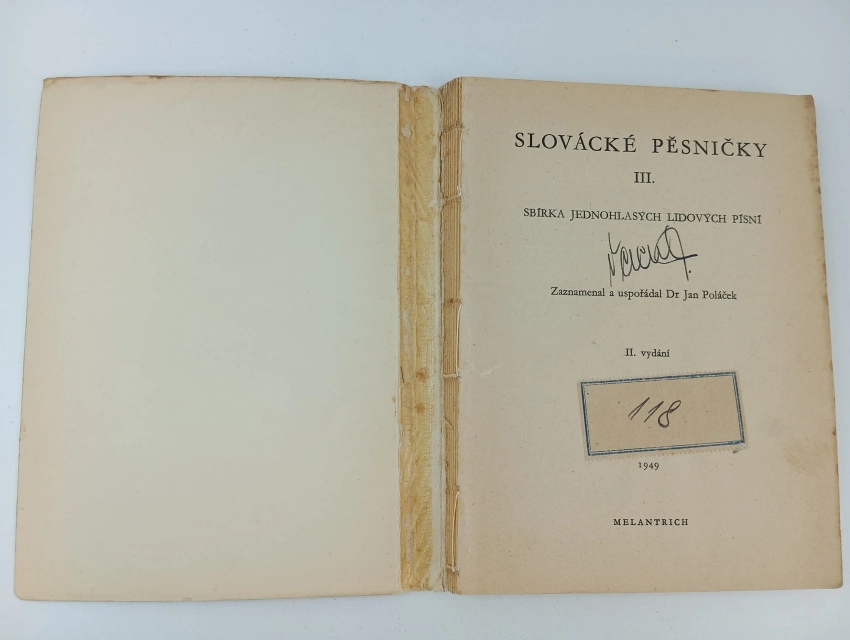 SLOVÁCKÉ PĚSNIČKY
III.
SBÍRKA JEDNOHLASÝCH LIDOVÝCH PÍSNÍ
Zaznamenal a uspořádal Dr Jan Poláček
II. vydání
118
1949
MELANTRICH